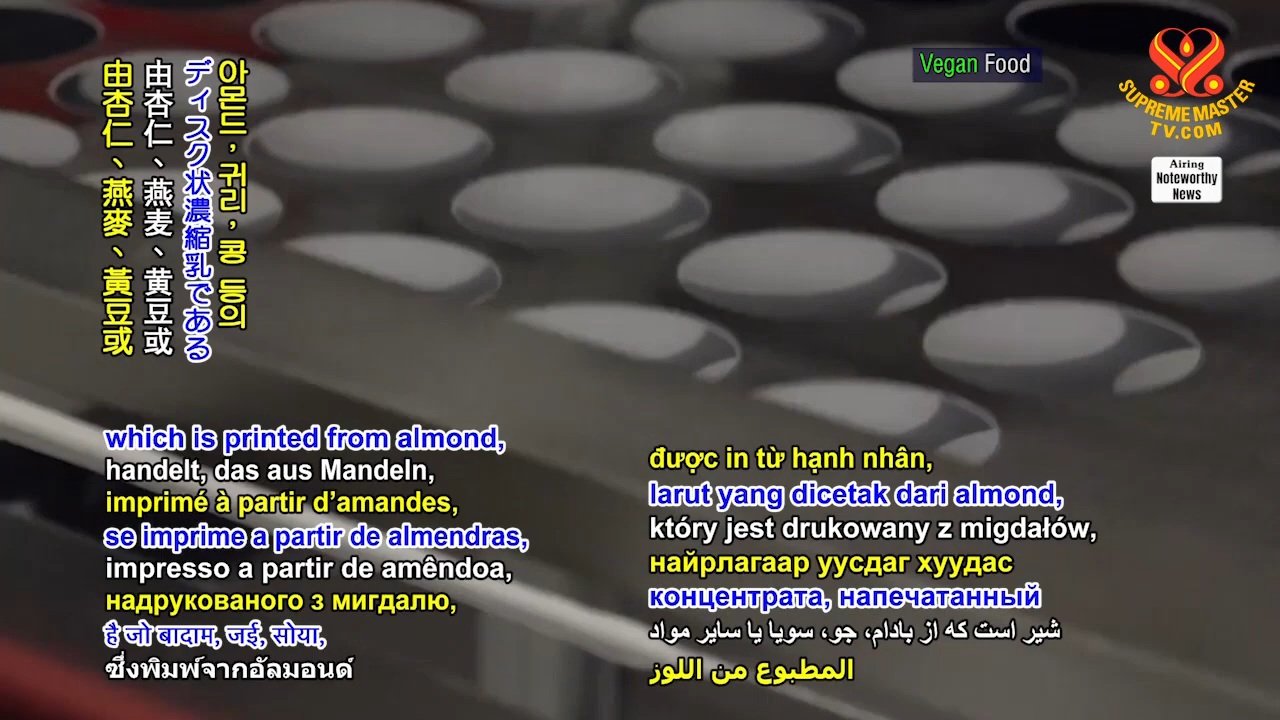 아몬드, 귀리, 콩 등의
ディスク状濃縮乳である
由杏仁、燕麦、黄豆或
由杏仁、燕麥、黃豆或
Vegan Food
SUPREME MASTER
TV.COM
Airing
Noteworthy
News
which is printed from almond,
handelt, das aus Mandeln,
imprimé à partir d’amandes,
se imprime a partir de almendras,
impresso a partir de amêndoa,
надрукованого з мигдалю,
है जो बादाम, जई, सोया,
ซึ่งพิมพ์จากอัลมอนด์
được in từ hạnh nhân,
larut yang dicetak dari almond,
który jest drukowany z migdałów,
найрлагаар уусдаг хуудас
концентрата, напечатанный
شیر است که از بادام، جو، سویا یا سایر مواد
المطبوع من اللوز